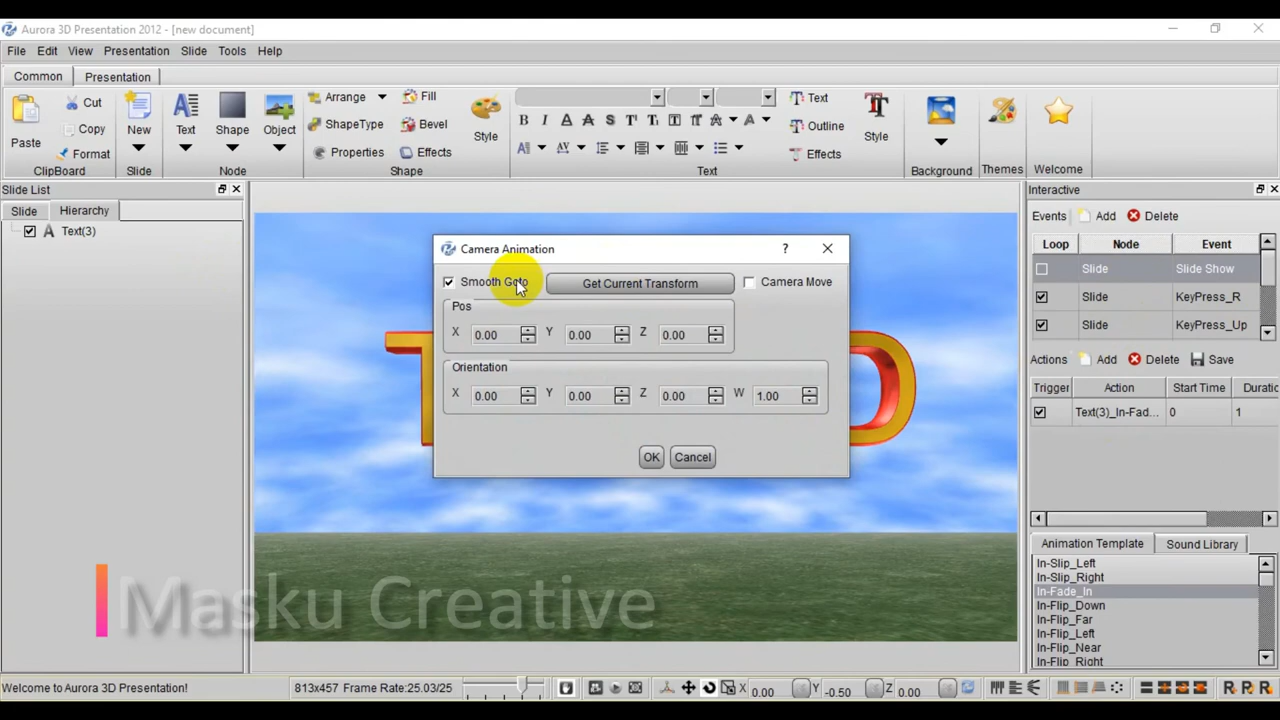 Aurora 3D Presentation 2012 - [new document]
File Edit View Presentation Slide Tools Help
Common Presentation
Paste Cut Copy Format ClipBoard
New Slide
Text Shape Object Node
Arrange ShapeType Properties Fill Bevel Effects Style Shape
B I A A S T T T
Text Outline Effects Style Text
Background
Themes
Welcome
Slide List
Slide Hierarchy
Text(3)
Camera Animation ?
Smooth Goto Get Current Transform Camera Move
Pos
X 0.00 Y 0.00 Z 0.00
Orientation
X 0.00 Y 0.00 Z 0.00 W 1.00
OK Cancel
T D
Masku Creative
Interactive
Events Add Delete
Loop Node Event
Slide Slide Show
Slide KeyPress_R
Slide KeyPress_Up
Actions Add Delete Save
Trigger Action Start Time Duratio
Text(3)_In-Fad... 0 1
Animation Template Sound Library
In-Slip_Left
In-Slip_Right
In-Fade_In
In-Flip_Down
In-Flip_Far
In-Flip_Left
In-Flip_Near
In-Flip_Right
Welcome to Aurora 3D Presentation! 813x457 Frame Rate:25.03/25 X 0.00 Y -0.50 Z 0.00